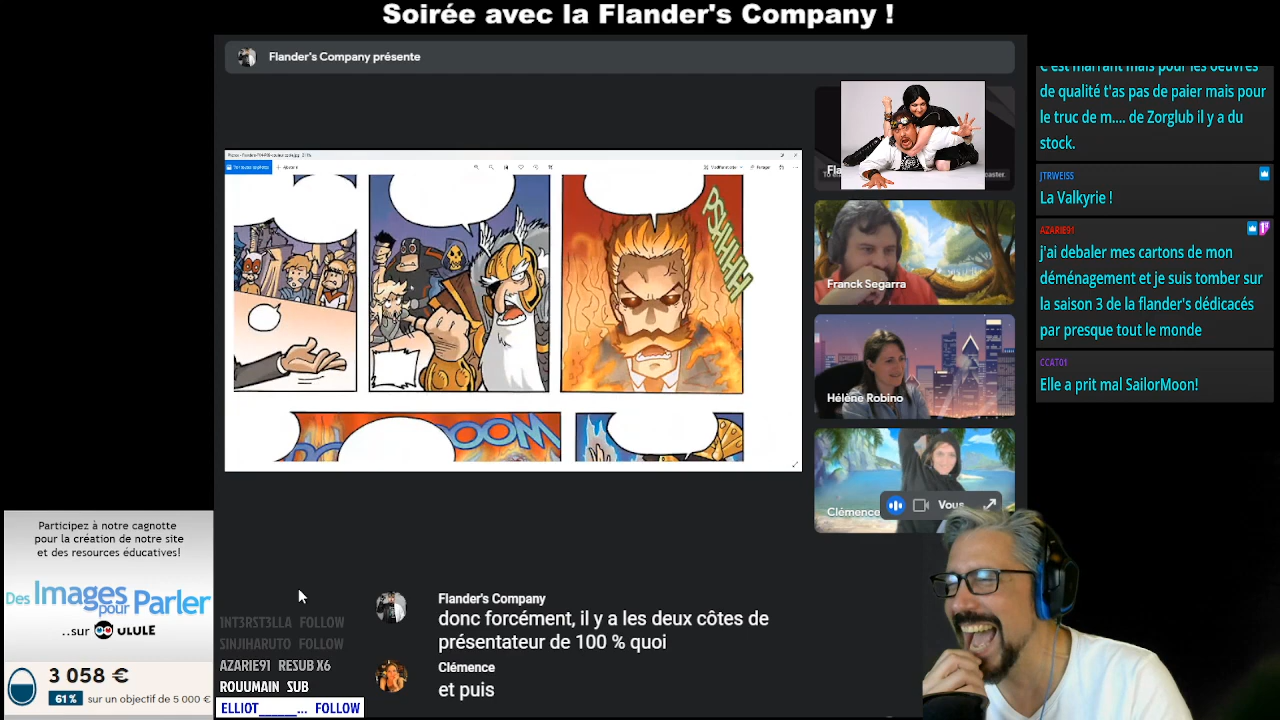 Soirée avec la Flander's Company !
Flander's Company présente
C'est marrant mais pour les oeuvres
de qualité t'as pas de paier mais pour
le truc de m.... de Zorglub il y a du
stock.
JTRWEISS
La Valkyrie !
AZARIE91
j'ai debaler mes cartons de mon
déménagement et je suis tomber sur
la saison 3 de la flander's dédicacés
par presque tout le monde
CCAT01
Elle a prit mal SailorMoon!
PSHHHH
BOOM
Franck Segarra
Hélène Robino
Clémence
Vous
Participez à notre cagnotte
pour la création de notre site
et des resources éducatives!
Des Images pour Parler
..sur ULULE
3 058 €
61 % sur un objectif de 5 000 €
1NT3RST3LLA FOLLOW
SINJIHARUTO FOLLOW
AZARIE91 RESUB X6
ROUUMAIN SUB
ELLIOT______... FOLLOW
Flander's Company
donc forcément, il y a les deux côtes de
présentateur de 100 % quoi
Clémence
et puis